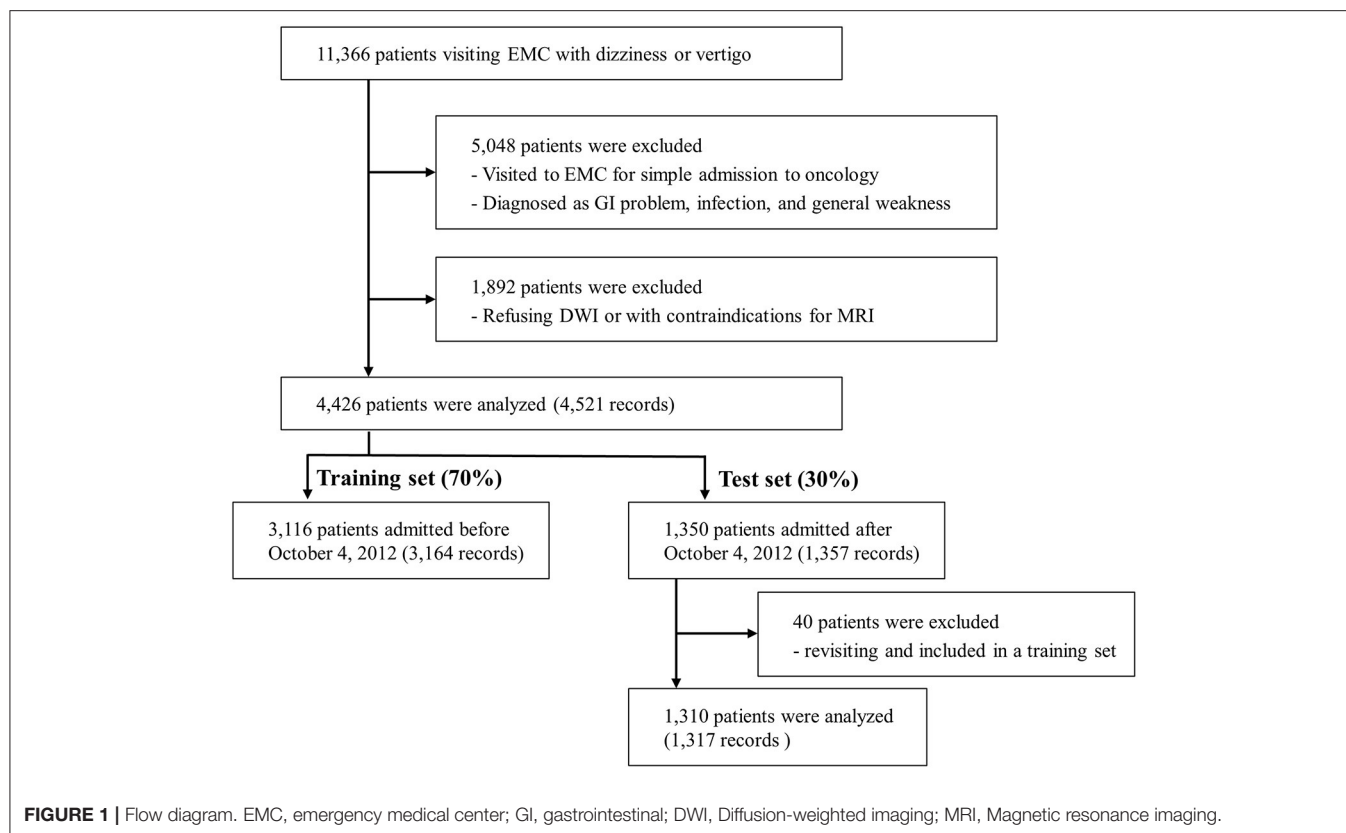 11,366 patients visiting EMC with dizziness or vertigo
5,048 patients were excluded
- Visited to EMC for simple admission to oncology
- Diagnosed as GI problem, infection, and general weakness
1,892 patients were excluded
- Refusing DWI or with contraindications for MRI
4,426 patients were analyzed (4,521 records)
Training set (70%)
Test set (30%)
3,116 patients admitted before
October 4, 2012 (3,164 records)
1,350 patients admitted after
October 4, 2012 (1,357 records)
40 patients were excluded
- revisiting and included in a training set
1,310 patients were analyzed
(1,317 records )
FIGURE 1 | Flow diagram. EMC, emergency medical center; GI, gastrointestinal; DWI, Diffusion-weighted imaging; MRI, Magnetic resonance imaging.